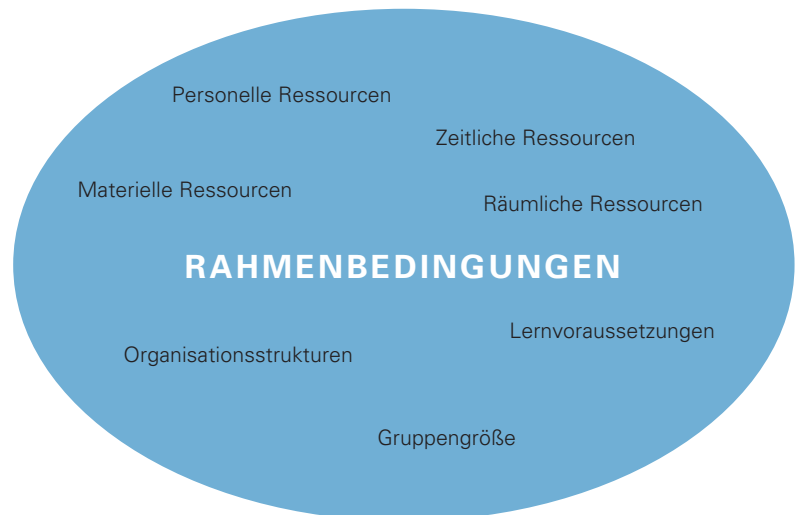 Personelle Ressourcen
Zeitliche Ressourcen
Materielle Ressourcen
Räumliche Ressourcen
RAHMENBEDINGUNGEN
Lernvoraussetzungen
Organisationsstrukturen
Gruppengröße